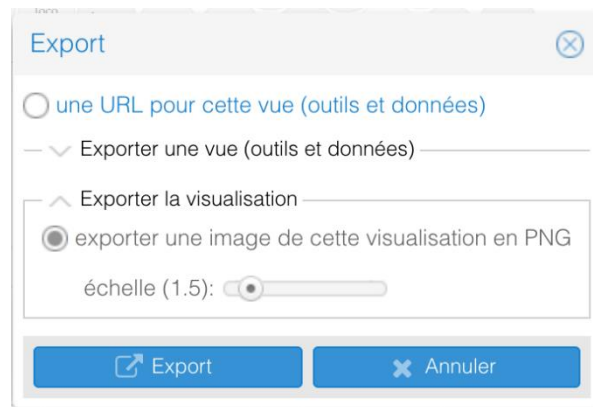 Export
une URL pour cette vue (outils et données)
Exporter une vue (outils et données)
Exporter la visualisation
exporter une image de cette visualisation en PNG
échelle (1.5):
Export
Annuler